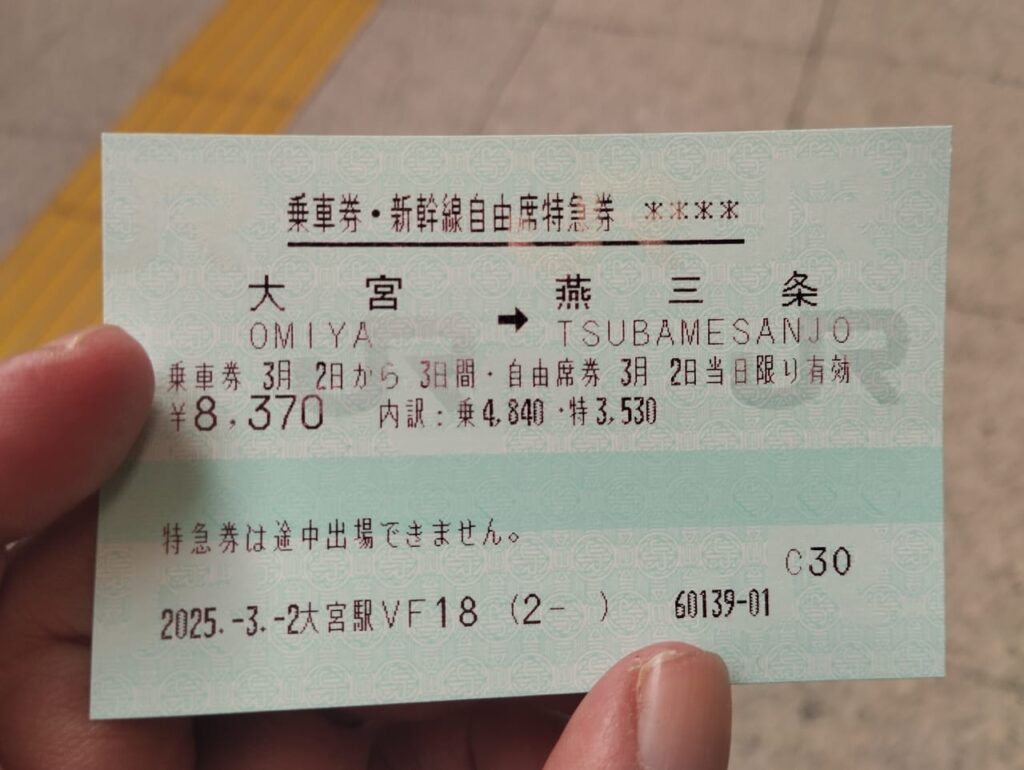 乗車券・新幹線自由席特急券 ****
大宮 ➡ 燕三条
OMIYA TSUBAMESANJO
乗車券 3月 2日から 3日間・自由席券 3月 2日当日限り有効
¥8,370 内訳：乗4,840・特3,530
JR
特急券は途中出場できません。
C30
2025.-3.-2大宮駅VF18 (2- ) 60139-01